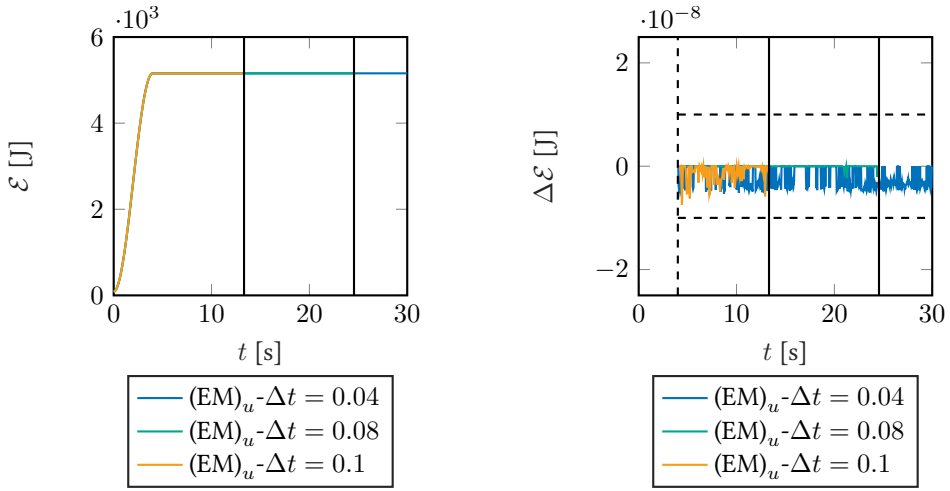 ·10³
6
4
2
0
ℰ [J]
0 10 20 30
t [s]
(EM)ᵤ-Δt = 0.04
(EM)ᵤ-Δt = 0.08
(EM)ᵤ-Δt = 0.1
·10⁻⁸
2
0
−2
Δℰ [J]
0 10 20 30
t [s]
(EM)ᵤ-Δt = 0.04
(EM)ᵤ-Δt = 0.08
(EM)ᵤ-Δt = 0.1